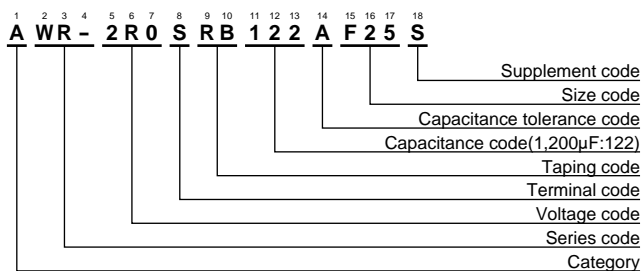 1 2 3 4 5 6 7 8 9 10 11 12 13 14 15 16 17 18
A WR- 2R0 S RB 122 A F25 S
Supplement code
Size code
Capacitance tolerance code
Capacitance code(1,200µF:122)
Taping code
Terminal code
Voltage code
Series code
Category